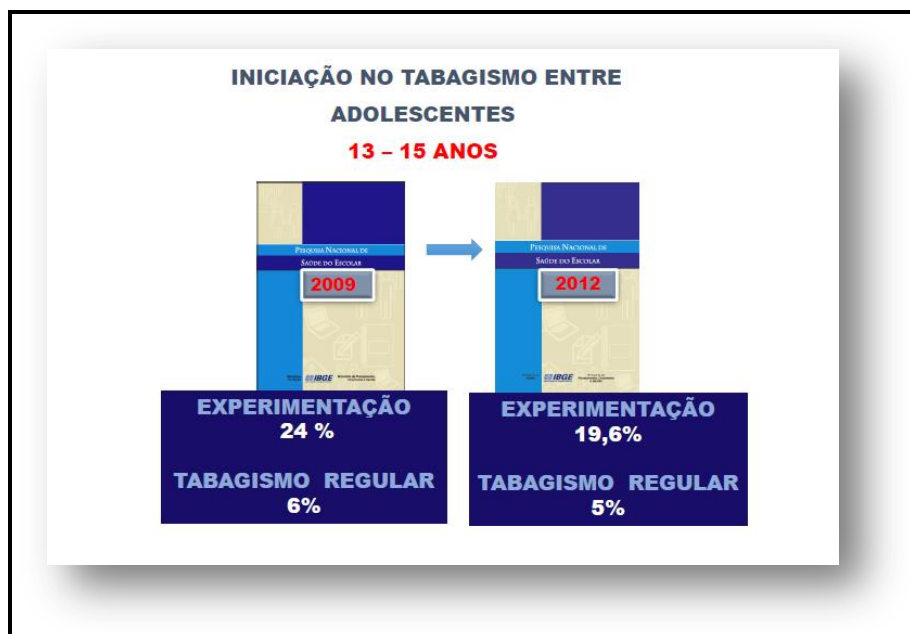 INICIAÇÃO NO TABAGISMO ENTRE
ADOLESCENTES
13 – 15 ANOS
PESQUISA NACIONAL DE
SAÚDE DO ESCOLAR
2009
IBGE
PESQUISA NACIONAL DE
SAÚDE DO ESCOLAR
2012
IBGE
EXPERIMENTAÇÃO
24 %
TABAGISMO REGULAR
6%
EXPERIMENTAÇÃO
19,6%
TABAGISMO REGULAR
5%